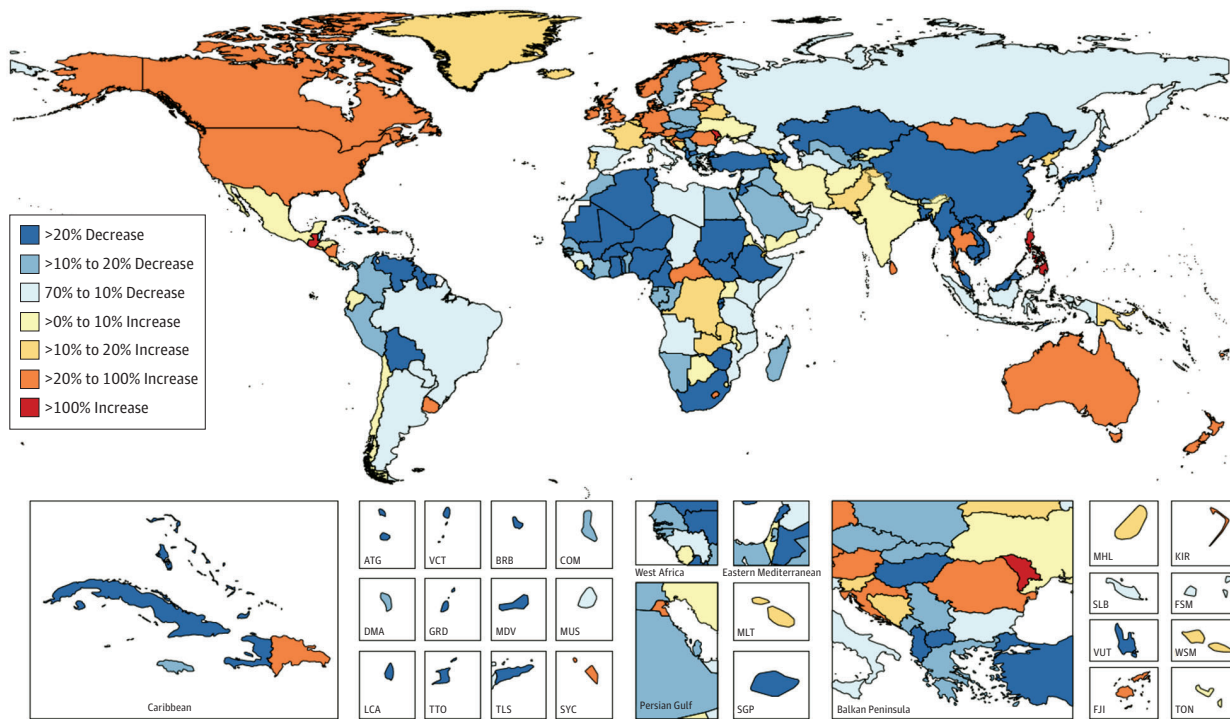 >20% Decrease
>10% to 20% Decrease
70% to 10% Decrease
>0% to 10% Increase
>10% to 20% Increase
>20% to 100% Increase
>100% Increase
Caribbean
ATG
VCT
BRB
COM
DMA
GRD
MDV
MUS
LCA
TTO
TLS
SYC
West Africa
Eastern Mediterranean
Persian Gulf
MLT
SGP
Balkan Peninsula
MHL
KIR
SLB
FSM
VUT
WSM
FJI
TON